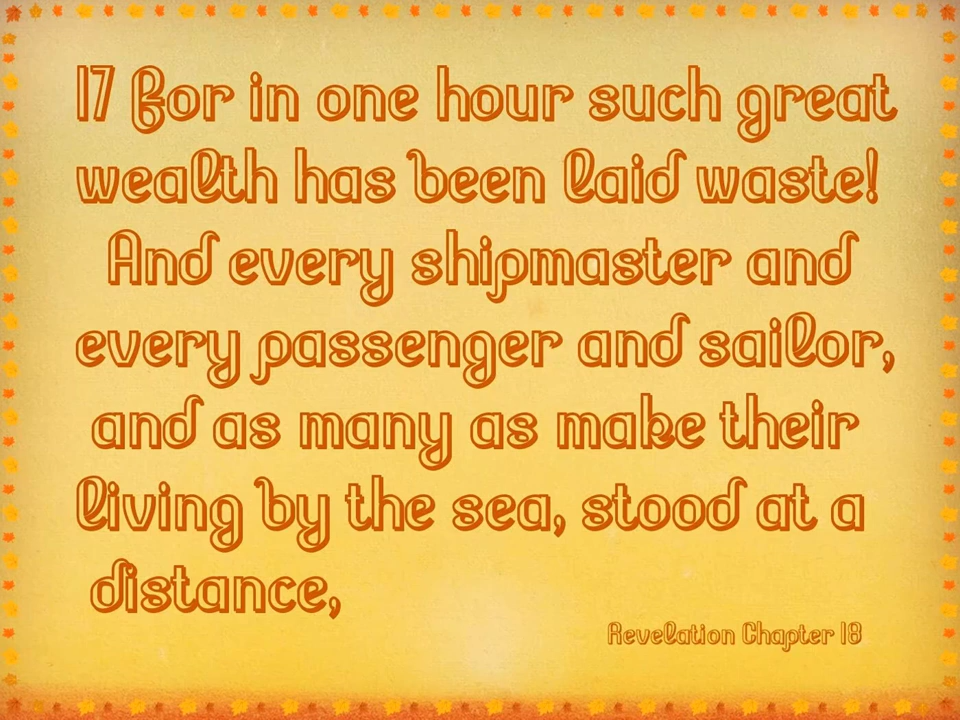 17 for in one hour such great
wealth has been laid waste!
And every shipmaster and
every passenger and sailor,
and as many as make their
living by the sea, stood at a
distance,
Revelation Chapter 18